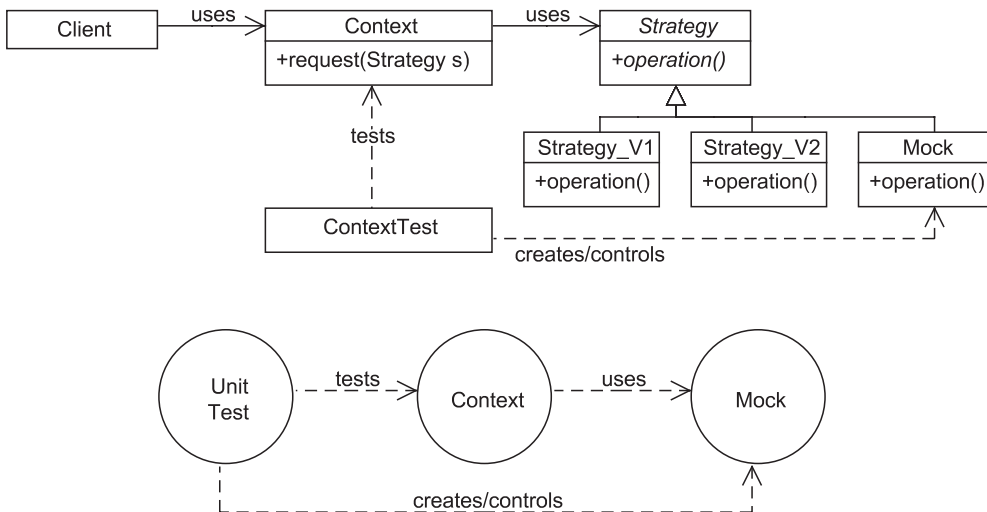 Client
uses
Context
+request(Strategy s)
uses
Strategy
+operation()
tests
Strategy_V1
+operation()
Strategy_V2
+operation()
Mock
+operation()
ContextTest
creates/controls
Unit
Test
tests
Context
uses
Mock
creates/controls